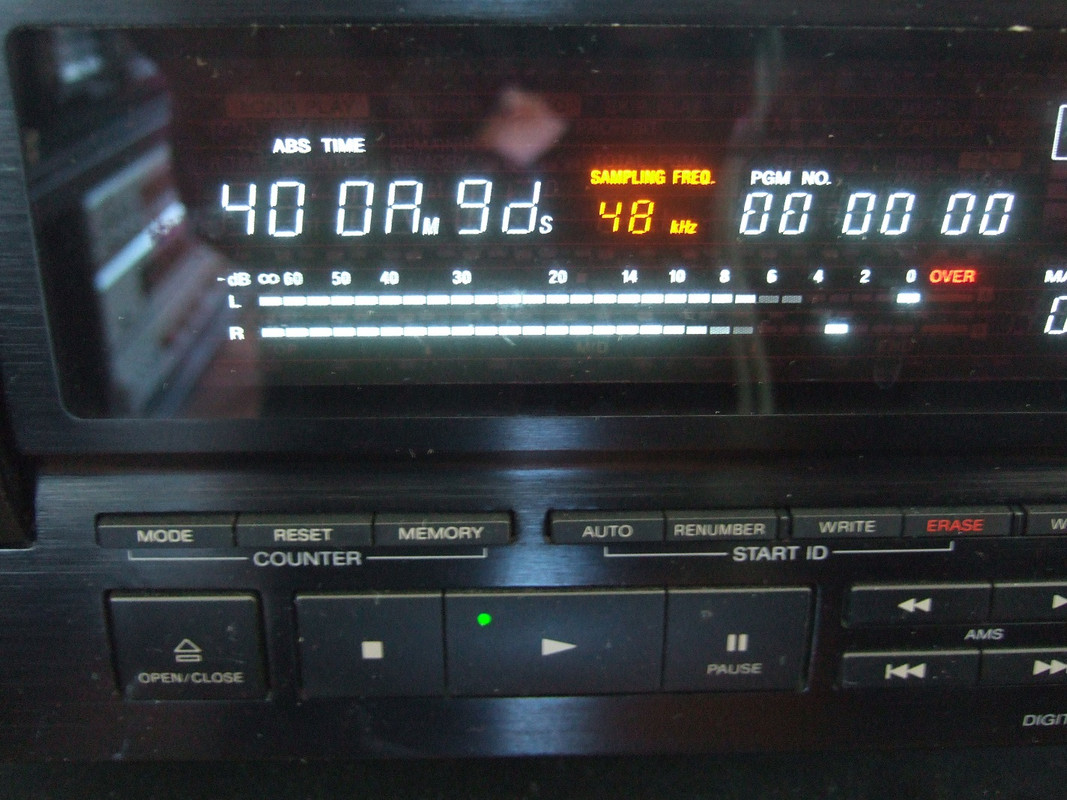 ABS TIME
SAMPLING FREQ. PGM NO.
40 0A M 9d S 48 kHz 00 00 00
-dB ∞ 60 50 40 30 20 14 10 8 6 4 2 0 OVER
L
R
MODE RESET MEMORY AUTO RENUMBER WRITE ERASE
COUNTER START ID
AMS
OPEN/CLOSE PAUSE